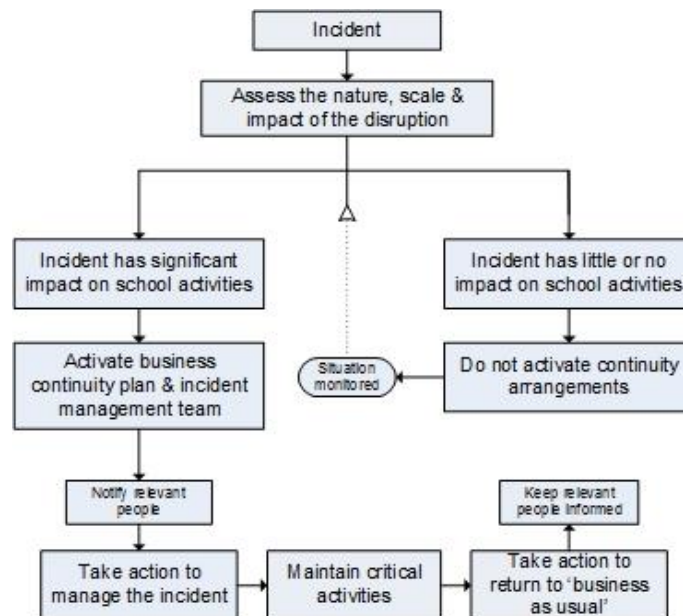 Incident
Assess the nature, scale &
impact of the disruption
Incident has significant
impact on school activities
Incident has little or no
impact on school activities
Activate business
continuity plan & incident
management team
Situation
monitored
Do not activate continuity
arrangements
Notify relevant
people
Keep relevant
people informed
Take action to
manage the incident
Maintain critical
activities
Take action to
return to ‘business
as usual’